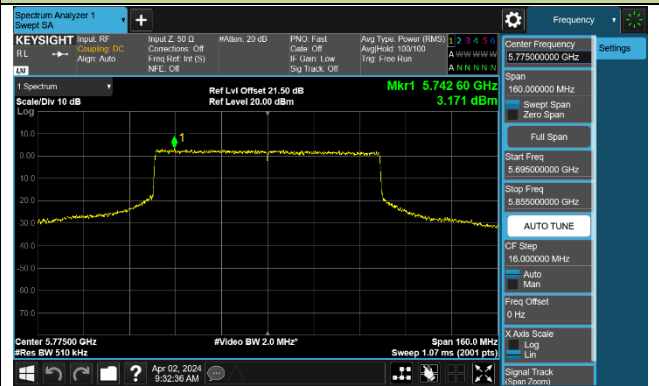 Spectrum Analyzer 1
Swept SA
Frequency
KEYSIGHT
RL
LXI
Input: RF
Coupling: DC
Align: Auto
Input Z: 50 Ω
Corrections: Off
Freq Ref: Int (S)
NFE: Off
#Atten: 20 dB
PNO: Fast
Gate: Off
IF Gain: Low
Sig Track: Off
Avg Type: Power (RMS)
Avg|Hold: 100/100
Trig: Free Run
1 2 3 4 5 6
A W W W W W
A N N N N N
Center Frequency
5.775000000 GHz
Settings
Span
160.000000 MHz
Swept Span
Zero Span
Full Span
Start Freq
5.695000000 GHz
Stop Freq
5.855000000 GHz
AUTO TUNE
CF Step
16.000000 MHz
Auto
Man
Freq Offset
0 Hz
X Axis Scale
Log
Lin
Signal Track
(Span Zoom)
1 Spectrum
Scale/Div 10 dB
Log
Ref Lvl Offset 21.50 dB
Ref Level 20.00 dBm
Mkr1 5.742 60 GHz
3.171 dBm
1
10.0
0.00
-10.0
-20.0
-30.0
-40.0
-50.0
-60.0
-70.0
Center 5.77500 GHz
#Res BW 510 kHz
#Video BW 2.0 MHz*
Span 160.0 MHz
Sweep 1.07 ms (2001 pts)
?
Apr 02, 2024
9:32:36 AM